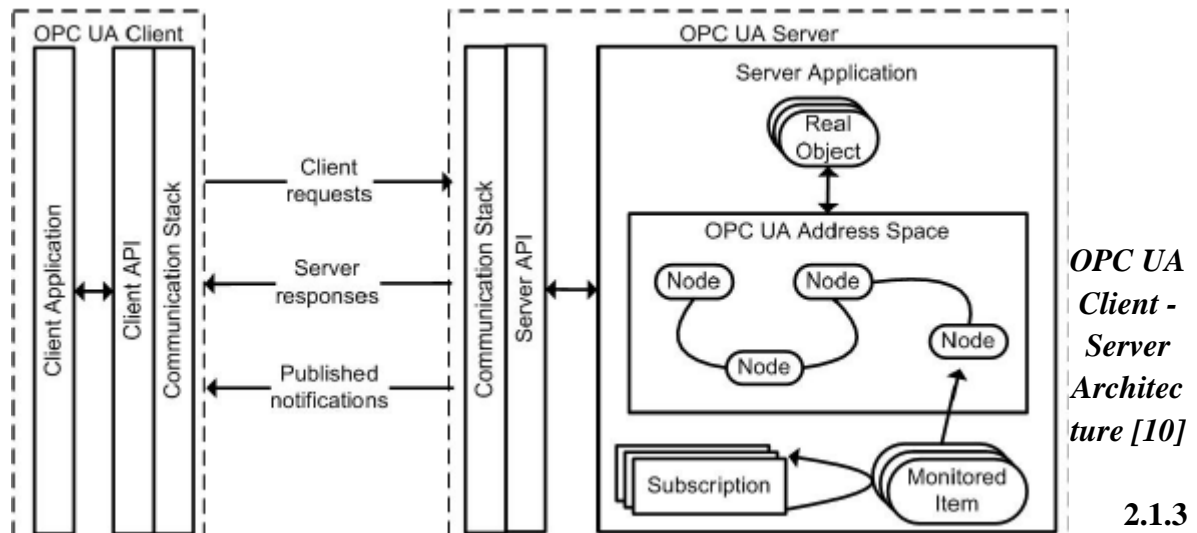 OPC UA Client
Client Application
Client API
Communication Stack
Client
requests
Server
responses
Published
notifications
OPC UA Server
Communication Stack
Server API
Server Application
Real
Object
OPC UA Address Space
Node
Node
Node
Node
Subscription
Monitored
Item
OPC UA
Client -
Server
Architec
ture [10]
2.1.3